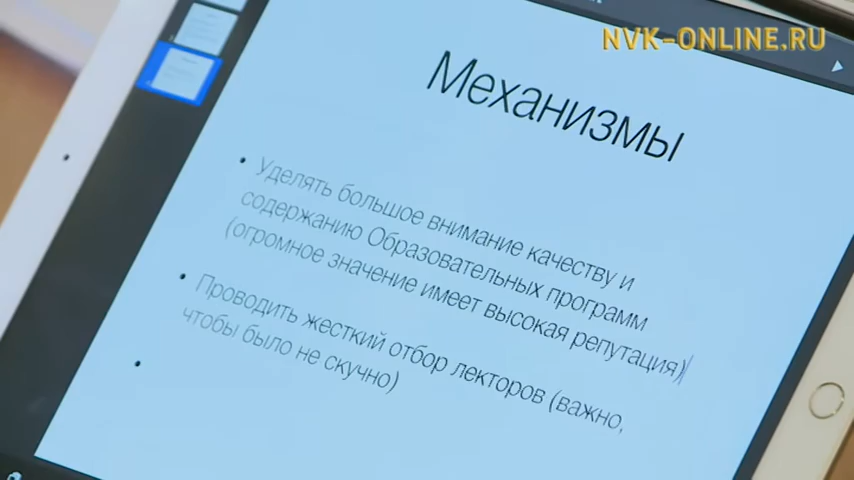 NVK-ONLINE.RU
Механизмы
• Уделять большое внимание качеству и
содержанию Образовательных программ
(огромное значение имеет высокая репутация)
• Проводить жесткий отбор лекторов (важно,
чтобы было не скучно)
•